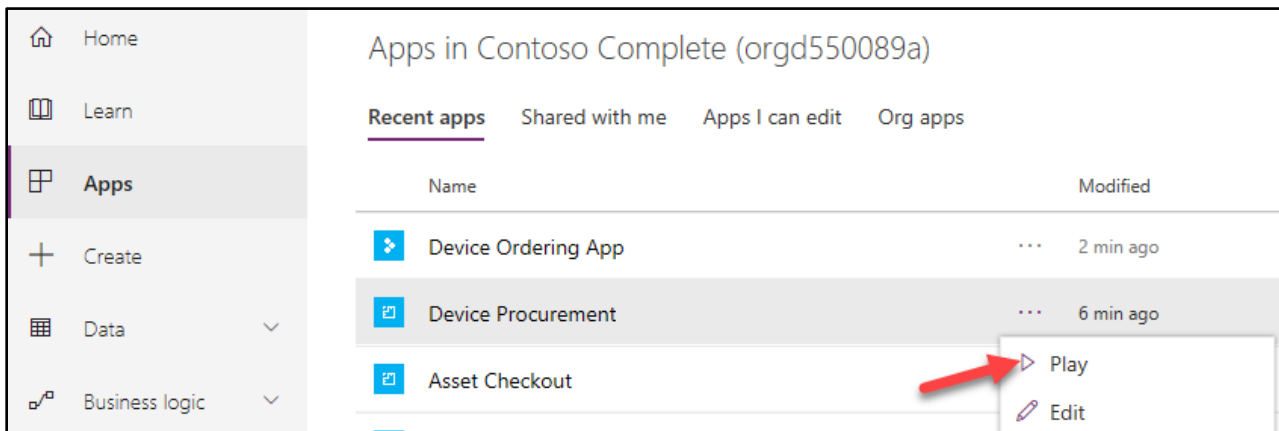 Home
Learn
Apps
Create
Data
Business logic
Apps in Contoso Complete (orgd550089a)
Recent apps Shared with me Apps I can edit Org apps
Name Modified
Device Ordering App ··· 2 min ago
Device Procurement ··· 6 min ago
Asset Checkout
Play
Edit